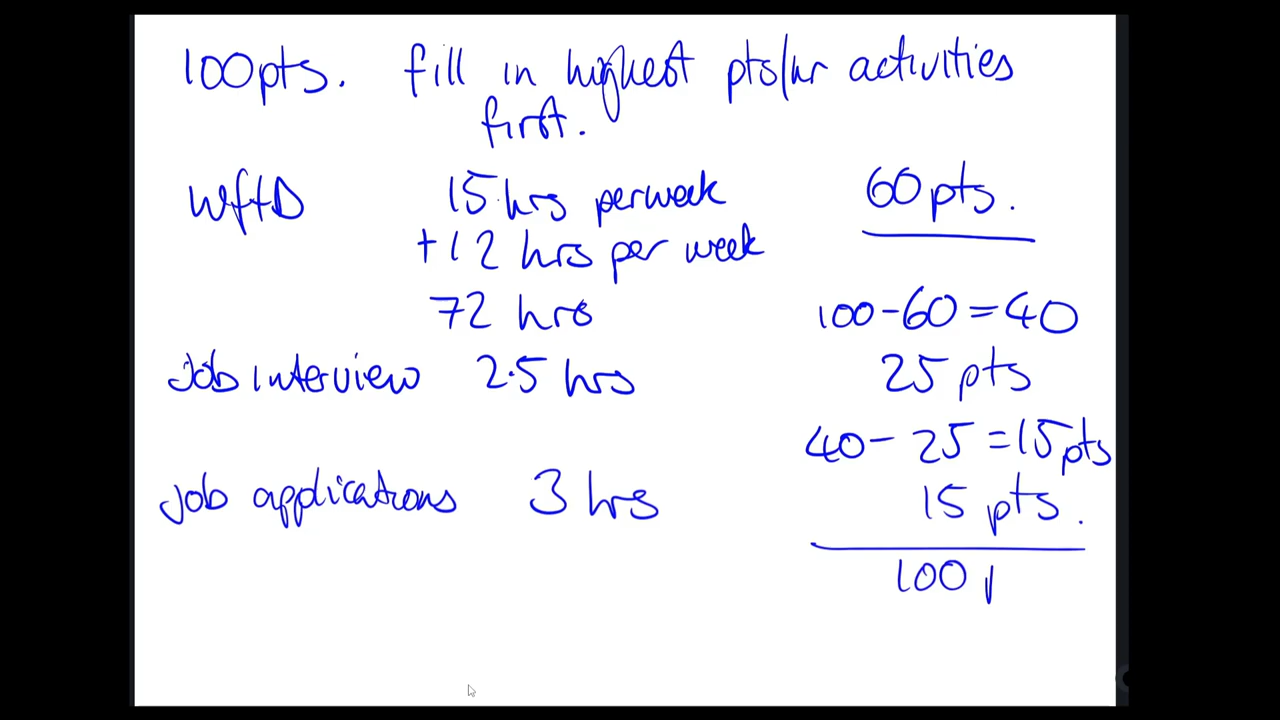 100pts. fill in highest pts/hr activities
first.
WftD 15 hrs per week 60 pts.
+12 hrs per week
72 hrs 100-60=40
Job interview 2.5 hrs 25 pts
40-25=15pts
Job applications 3 hrs 15 pts.
100 p